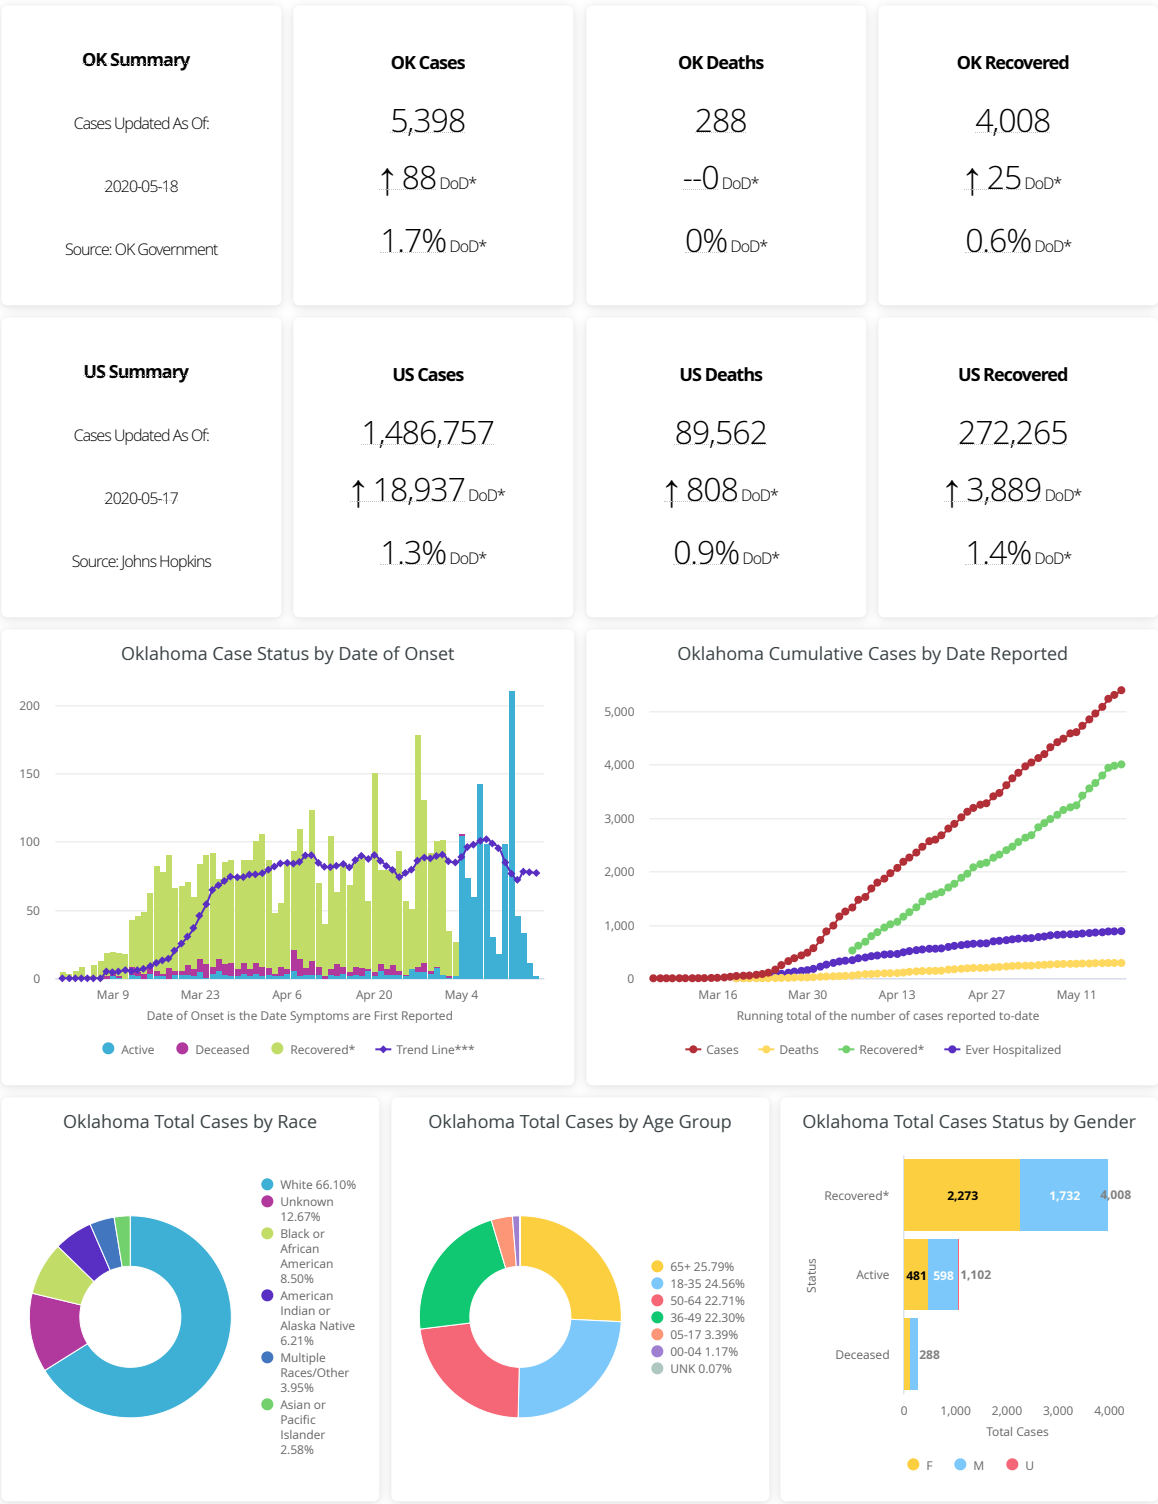 OK Summary
Cases Updated As Of:
2020-05-18
Source: OK Government
OK Cases
5,398
↑ 88 DoD*
1.7% DoD*
OK Deaths
288
--0 DoD*
0% DoD*
OK Recovered
4,008
↑ 25 DoD*
0.6% DoD*
US Summary
Cases Updated As Of:
2020-05-17
Source: Johns Hopkins
US Cases
1,486,757
↑ 18,937 DoD*
1.3% DoD*
US Deaths
89,562
↑ 808 DoD*
0.9% DoD*
US Recovered
272,265
↑ 3,889 DoD*
1.4% DoD*
Oklahoma Case Status by Date of Onset
200
150
100
50
0
Mar 9 Mar 23 Apr 6 Apr 20 May 4
Date of Onset is the Date Symptoms are First Reported
Active Deceased Recovered* Trend Line***
Oklahoma Cumulative Cases by Date Reported
5,000
4,000
3,000
2,000
1,000
0
Mar 16 Mar 30 Apr 13 Apr 27 May 11
Running total of the number of cases reported to-date
Cases Deaths Recovered* Ever Hospitalized
Oklahoma Total Cases by Race
White 66.10%
Unknown
12.67%
Black or
African
American
8.50%
American
Indian or
Alaska Native
6.21%
Multiple
Races/Other
3.95%
Asian or
Pacific
Islander
2.58%
Oklahoma Total Cases by Age Group
65+ 25.79%
18-35 24.56%
50-64 22.71%
36-49 22.30%
05-17 3.39%
00-04 1.17%
UNK 0.07%
Oklahoma Total Cases Status by Gender
Status
Recovered* 2,273 1,732 4,008
Active 481 598 1,102
Deceased 288
0 1,000 2,000 3,000 4,000
Total Cases
F M U